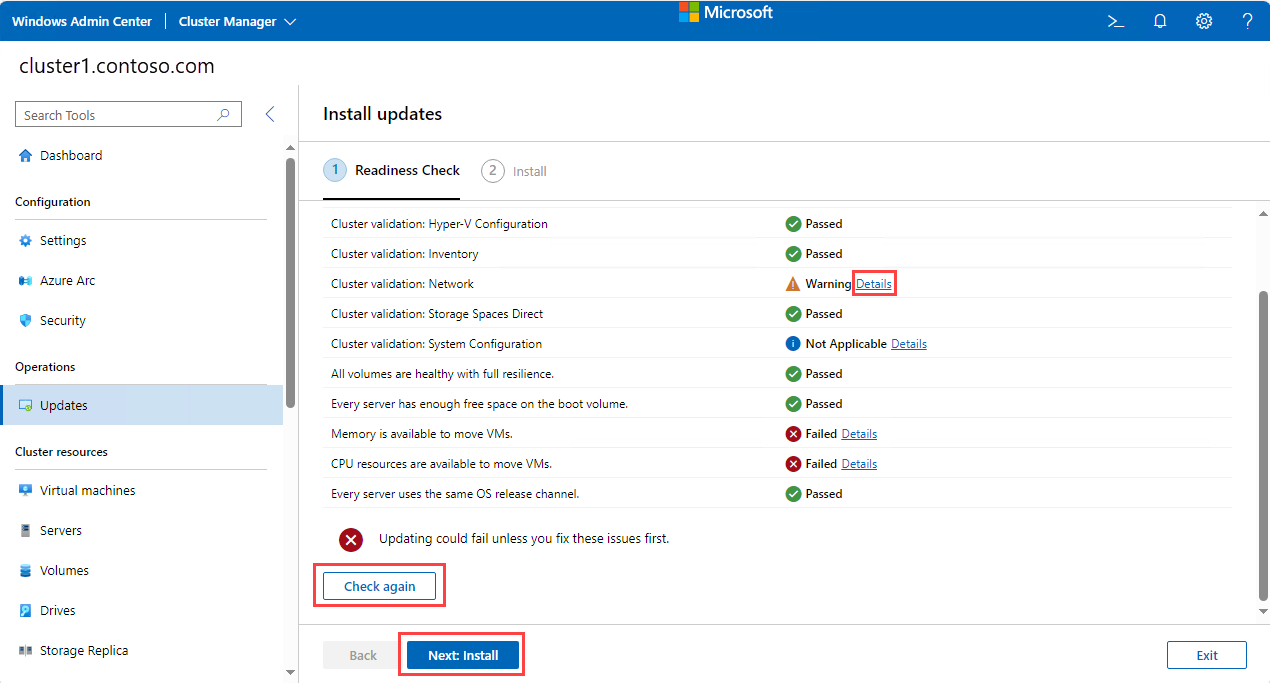 Windows Admin Center
Cluster Manager
Microsoft
cluster1.contoso.com
Search Tools
Dashboard
Configuration
Settings
Azure Arc
Security
Operations
Updates
Cluster resources
Virtual machines
Servers
Volumes
Drives
Storage Replica
Install updates
1 Readiness Check
2 Install
Cluster validation: Hyper-V Configuration Passed
Cluster validation: Inventory Passed
Cluster validation: Network Warning Details
Cluster validation: Storage Spaces Direct Passed
Cluster validation: System Configuration Not Applicable Details
All volumes are healthy with full resilience. Passed
Every server has enough free space on the boot volume. Passed
Memory is available to move VMs. Failed Details
CPU resources are available to move VMs. Failed Details
Every server uses the same OS release channel. Passed
Updating could fail unless you fix these issues first.
Check again
Back
Next: Install
Exit